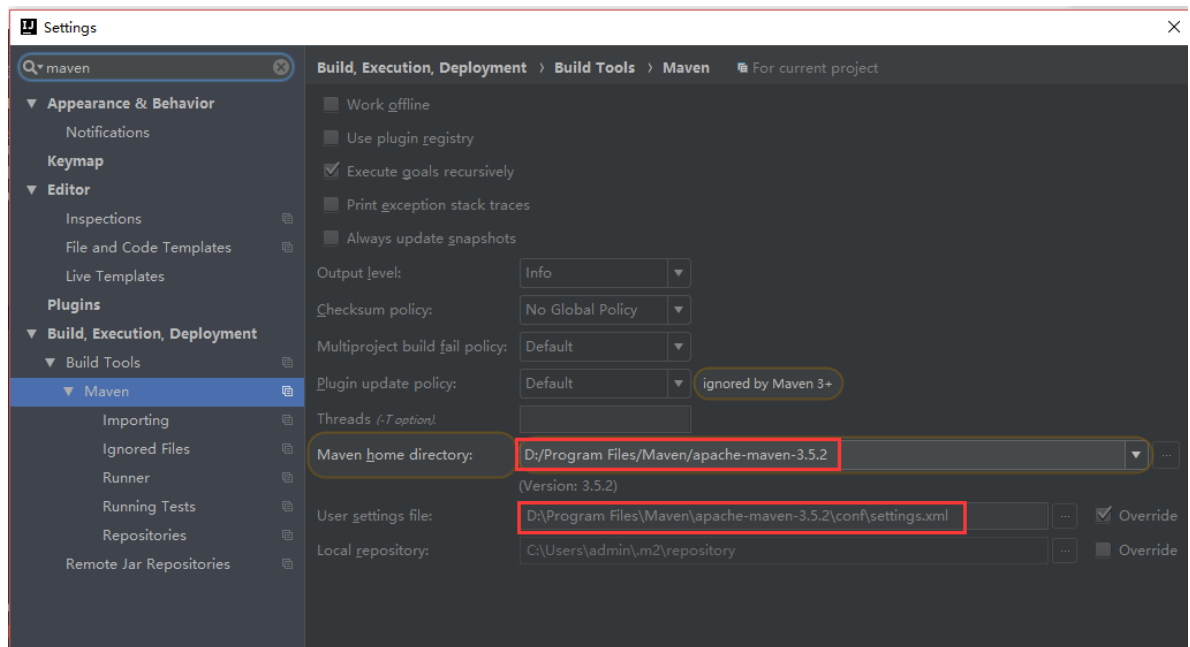 Settings
maven
Build, Execution, Deployment › Build Tools › Maven For current project
Appearance & Behavior
Notifications
Keymap
Editor
Inspections
File and Code Templates
Live Templates
Plugins
Build, Execution, Deployment
Build Tools
Maven
Importing
Ignored Files
Runner
Running Tests
Repositories
Remote Jar Repositories
Work offline
Use plugin registry
Execute goals recursively
Print exception stack traces
Always update snapshots
Output level: Info
Checksum policy: No Global Policy
Multiproject build fail policy: Default
Plugin update policy: Default ignored by Maven 3+
Threads (-T option).
Maven home directory: D:/Program Files/Maven/apache-maven-3.5.2 ...
(Version: 3.5.2)
User settings file: D:\Program Files\Maven\apache-maven-3.5.2\conf\settings.xml ... Override
Local repository: C:\Users\admin\.m2\repository ... Override